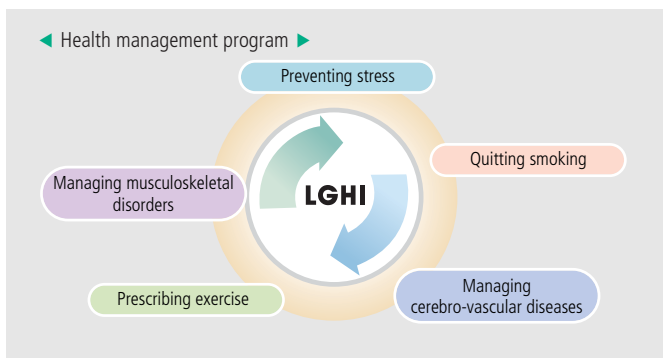 ◀ Health management program ▶
Preventing stress
Quitting smoking
Managing musculoskeletal
disorders
LGHI
Prescribing exercise
Managing
cerebro-vascular diseases